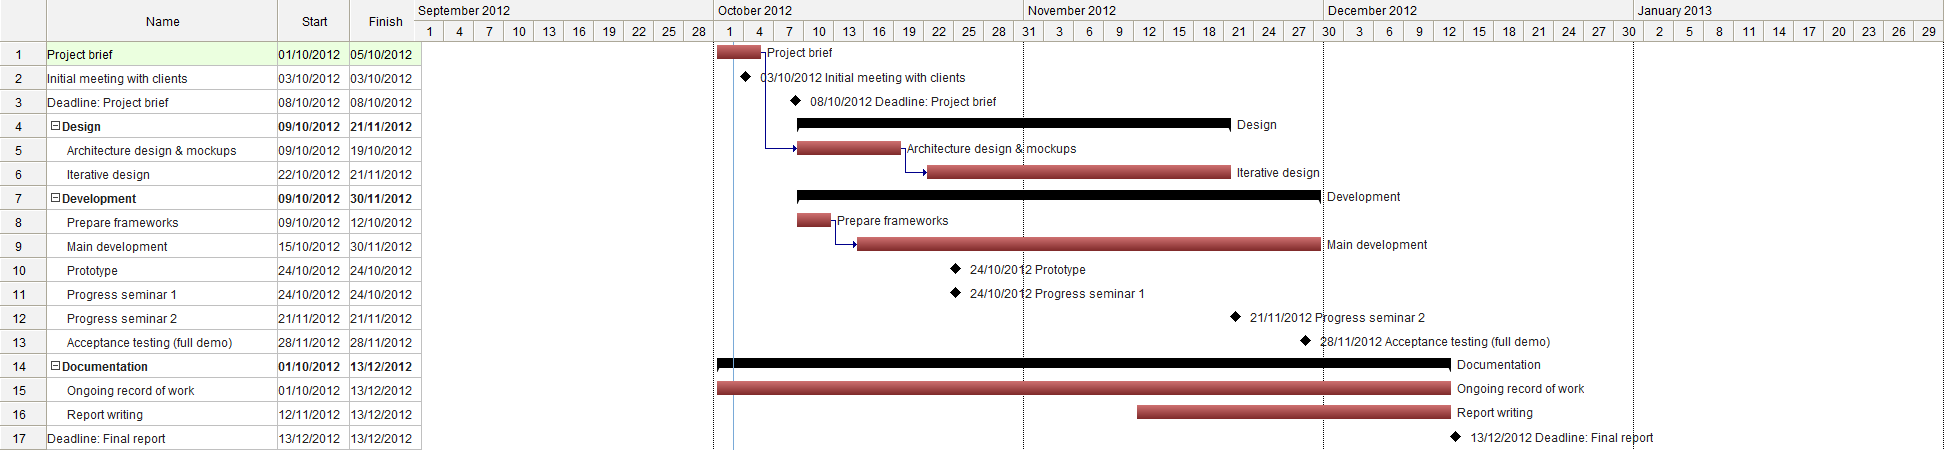 Name Start Finish
September 2012 October 2012 November 2012 December 2012 January 2013
1 4 7 10 13 16 19 22 25 28 1 4 7 10 13 16 19 22 25 28 31 3 6 9 12 15 18 21 24 27 30 3 6 9 12 15 18 21 24 27 30 2 5 8 11 14 17 20 23 26 29
1 Project brief 01/10/2012 05/10/2012 Project brief
2 Initial meeting with clients 03/10/2012 03/10/2012 03/10/2012 Initial meeting with clients
3 Deadline: Project brief 08/10/2012 08/10/2012 08/10/2012 Deadline: Project brief
4 Design 09/10/2012 21/11/2012 Design
5 Architecture design & mockups 09/10/2012 19/10/2012 Architecture design & mockups
6 Iterative design 22/10/2012 21/11/2012 Iterative design
7 Development 09/10/2012 30/11/2012 Development
8 Prepare frameworks 09/10/2012 12/10/2012 Prepare frameworks
9 Main development 15/10/2012 30/11/2012 Main development
10 Prototype 24/10/2012 24/10/2012 24/10/2012 Prototype
11 Progress seminar 1 24/10/2012 24/10/2012 24/10/2012 Progress seminar 1
12 Progress seminar 2 21/11/2012 21/11/2012 21/11/2012 Progress seminar 2
13 Acceptance testing (full demo) 28/11/2012 28/11/2012 28/11/2012 Acceptance testing (full demo)
14 Documentation 01/10/2012 13/12/2012 Documentation
15 Ongoing record of work 01/10/2012 13/12/2012 Ongoing record of work
16 Report writing 12/11/2012 13/12/2012 Report writing
17 Deadline: Final report 13/12/2012 13/12/2012 13/12/2012 Deadline: Final report